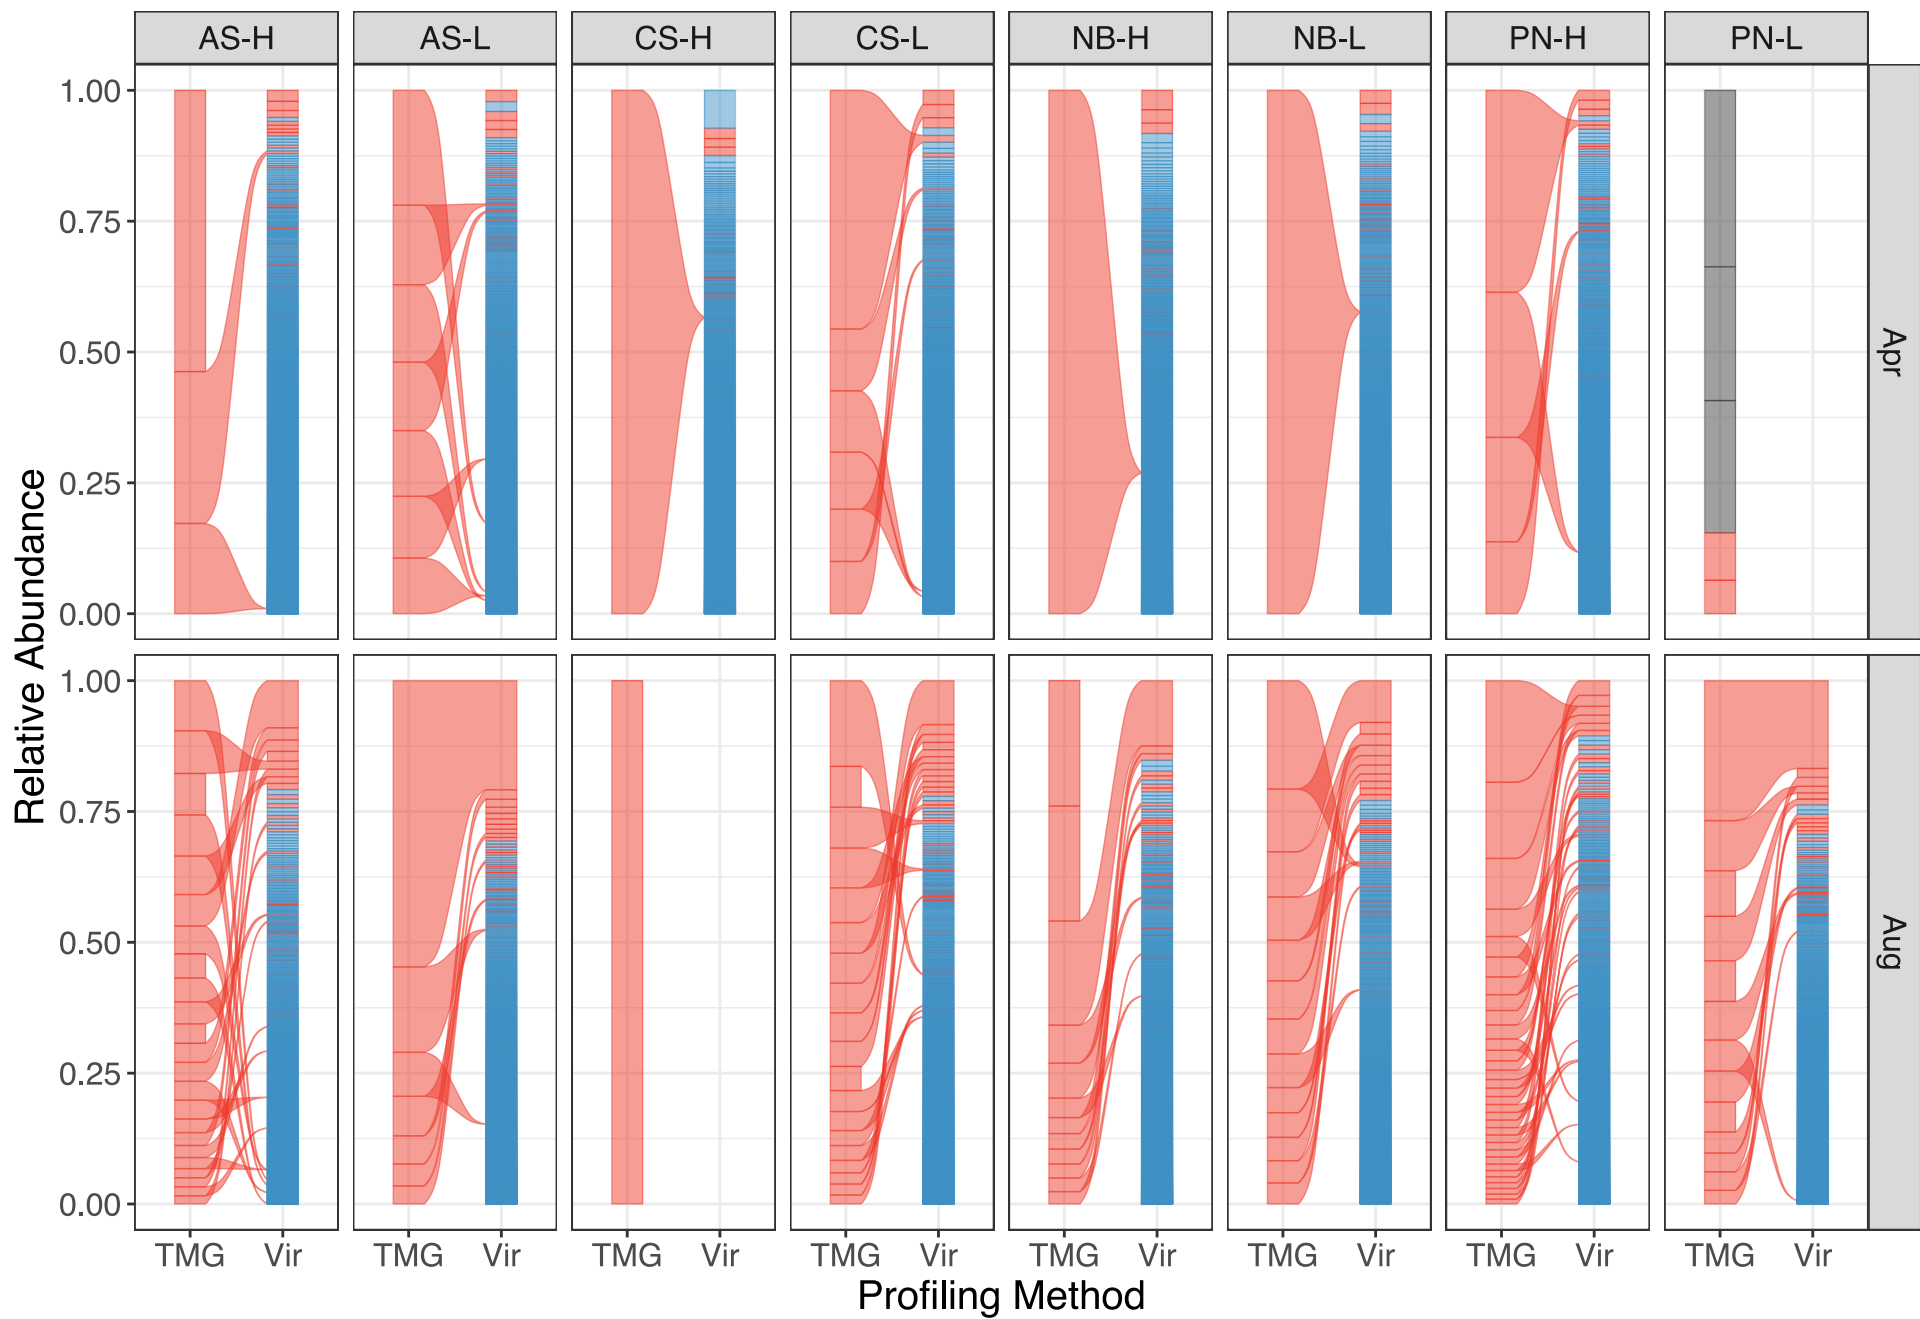 AS-H AS-L CS-H CS-L NB-H NB-L PN-H PN-L
1.00
0.75
0.50
0.25
0.00
Apr
1.00
0.75
0.50
0.25
0.00
Aug
Relative Abundance
TMG Vir TMG Vir TMG Vir TMG Vir TMG Vir TMG Vir TMG Vir TMG Vir
Profiling Method